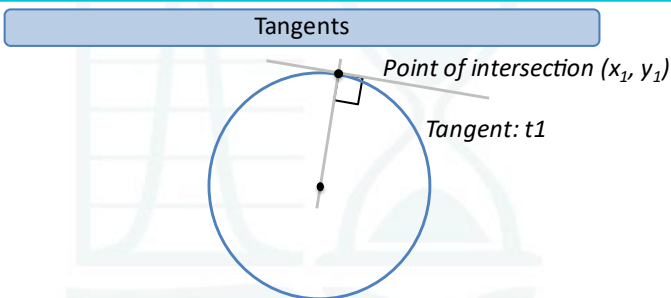 Tangents
Point of intersection (x₁, y₁)
Tangent: t1